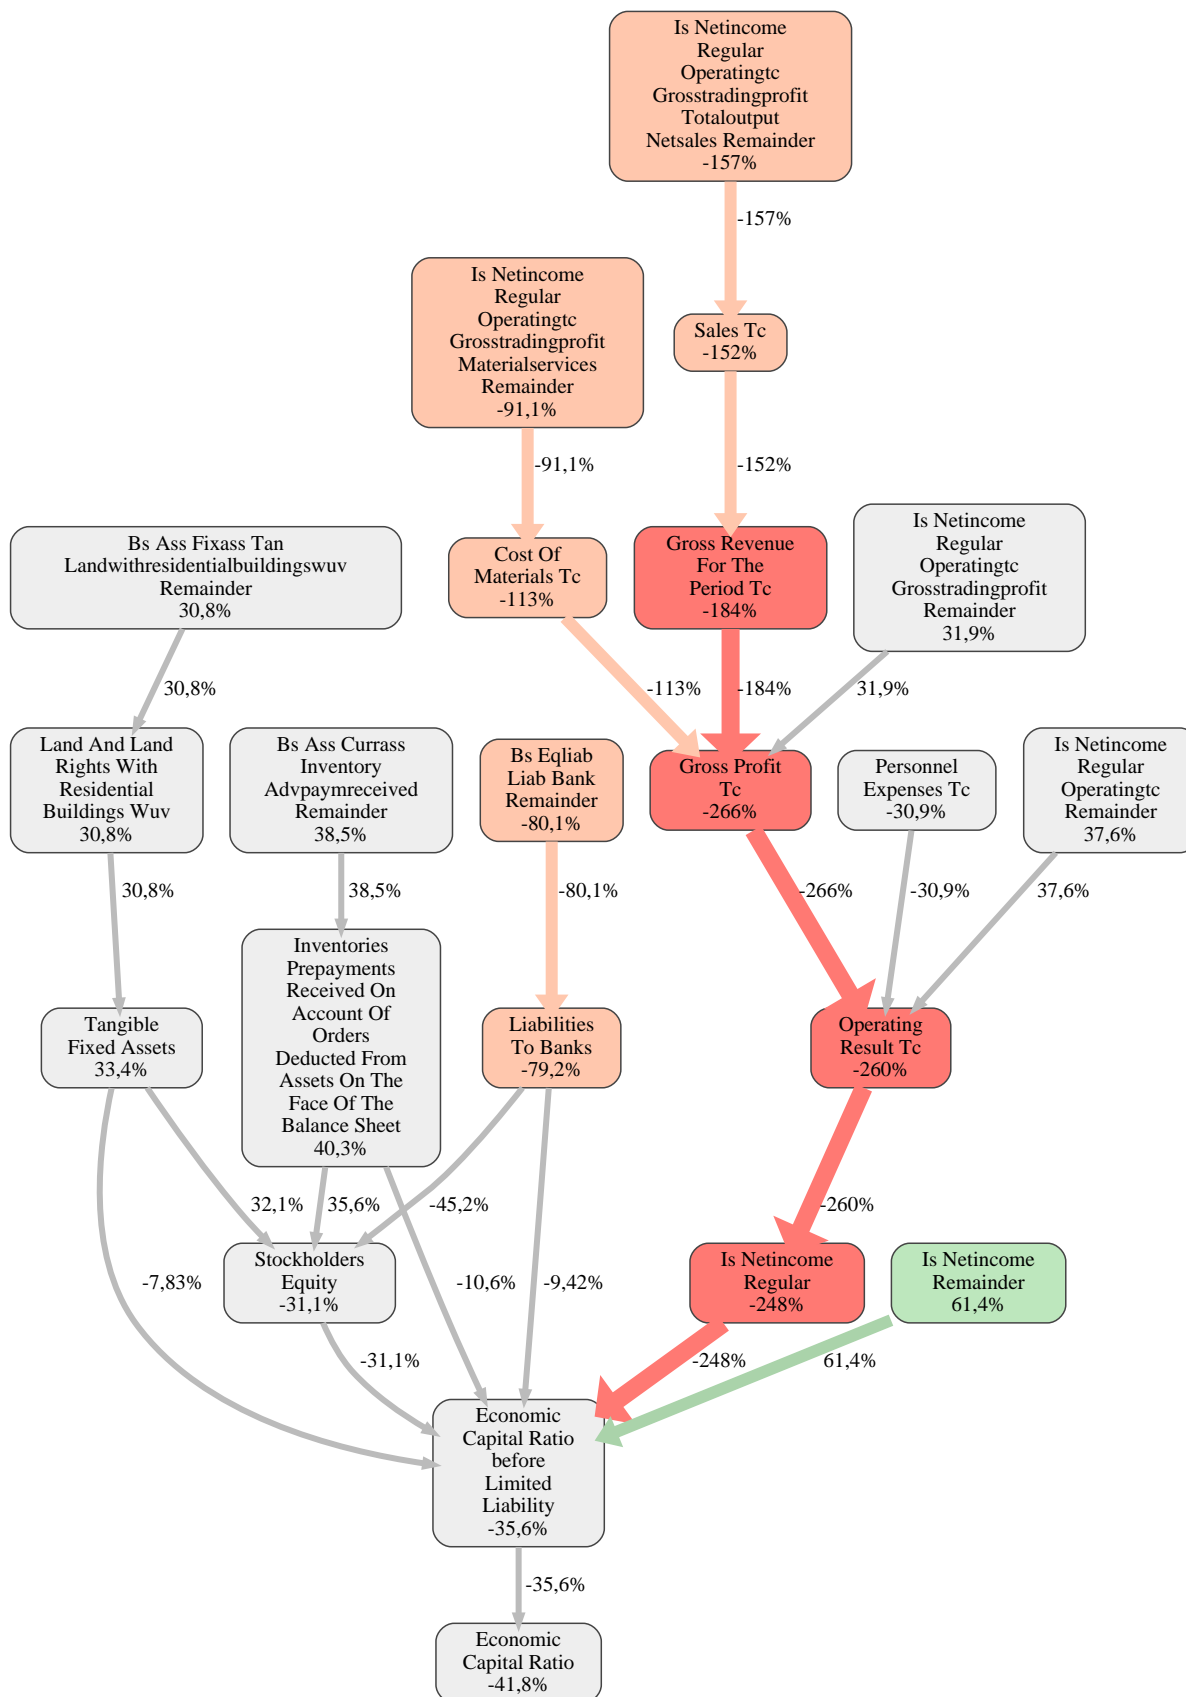 Is Netincome
Regular
Operatingtc
Grosstradingprofit
Totaloutput
Netsales Remainder
-157%
-157%
Is Netincome
Regular
Operatingtc
Grosstradingprofit
Materialservices
Remainder
-91,1%
Sales Tc
-152%
-91,1%
-152%
Bs Ass Fixass Tan
Landwithresidentialbuildingswuv
Remainder
30,8%
Cost Of
Materials Tc
-113%
Gross Revenue
For The
Period Tc
-184%
Is Netincome
Regular
Operatingtc
Grosstradingprofit
Remainder
31,9%
30,8%
-113%
-184%
31,9%
Land And Land
Rights With
Residential
Buildings Wuv
30,8%
Bs Ass Currass
Inventory
Advpaymreceived
Remainder
38,5%
Bs Eqliab
Liab Bank
Remainder
-80,1%
Gross Profit
Tc
-266%
Personnel
Expenses Tc
-30,9%
Is Netincome
Regular
Operatingtc
Remainder
37,6%
30,8%
38,5%
-80,1%
-266%
-30,9%
37,6%
Tangible
Fixed Assets
33,4%
Inventories
Prepayments
Received On
Account Of
Orders
Deducted From
Assets On The
Face Of The
Balance Sheet
40,3%
Liabilities
To Banks
-79,2%
Operating
Result Tc
-260%
32,1%
35,6%
-45,2%
-260%
-7,83%
Stockholders
Equity
-31,1%
-10,6%
-9,42%
Is Netincome
Regular
-248%
Is Netincome
Remainder
61,4%
-31,1%
-248%
61,4%
Economic
Capital Ratio
before
Limited
Liability
-35,6%
-35,6%
Economic
Capital Ratio
-41,8%